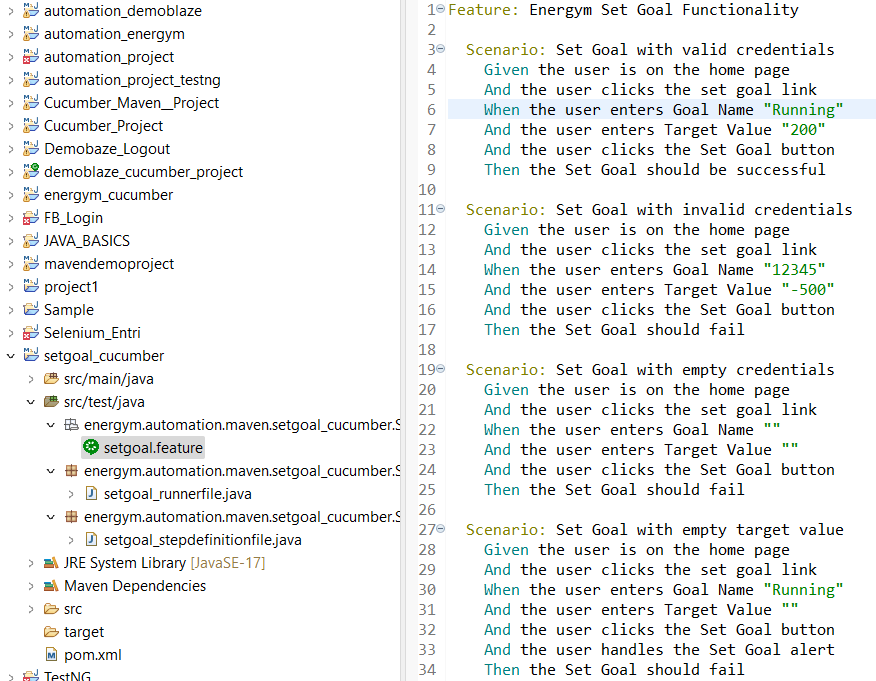 automation_demoblaze
automation_energym
automation_project
automation_project_testng
Cucumber_Maven__Project
Cucumber_Project
Demobaze_Logout
demoblaze_cucumber_project
energym_cucumber
FB_Login
JAVA_BASICS
mavendemoproject
project1
Sample
Selenium_Entri
setgoal_cucumber
src/main/java
src/test/java
energym.automation.maven.setgoal_cucumber.S
setgoal.feature
energym.automation.maven.setgoal_cucumber.S
setgoal_runnerfile.java
energym.automation.maven.setgoal_cucumber.S
setgoal_stepdefinitionfile.java
JRE System Library [JavaSE-17]
Maven Dependencies
src
target
pom.xml
TestNG
1 Feature: Energym Set Goal Functionality
2
3 Scenario: Set Goal with valid credentials
4 Given the user is on the home page
5 And the user clicks the set goal link
6 When the user enters Goal Name "Running"
7 And the user enters Target Value "200"
8 And the user clicks the Set Goal button
9 Then the Set Goal should be successful
10
11 Scenario: Set Goal with invalid credentials
12 Given the user is on the home page
13 And the user clicks the set goal link
14 When the user enters Goal Name "12345"
15 And the user enters Target Value "-500"
16 And the user clicks the Set Goal button
17 Then the Set Goal should fail
18
19 Scenario: Set Goal with empty credentials
20 Given the user is on the home page
21 And the user clicks the set goal link
22 When the user enters Goal Name ""
23 And the user enters Target Value ""
24 And the user clicks the Set Goal button
25 Then the Set Goal should fail
26
27 Scenario: Set Goal with empty target value
28 Given the user is on the home page
29 And the user clicks the set goal link
30 When the user enters Goal Name "Running"
31 And the user enters Target Value ""
32 And the user clicks the Set Goal button
33 And the user handles the Set Goal alert
34 Then the Set Goal should fail